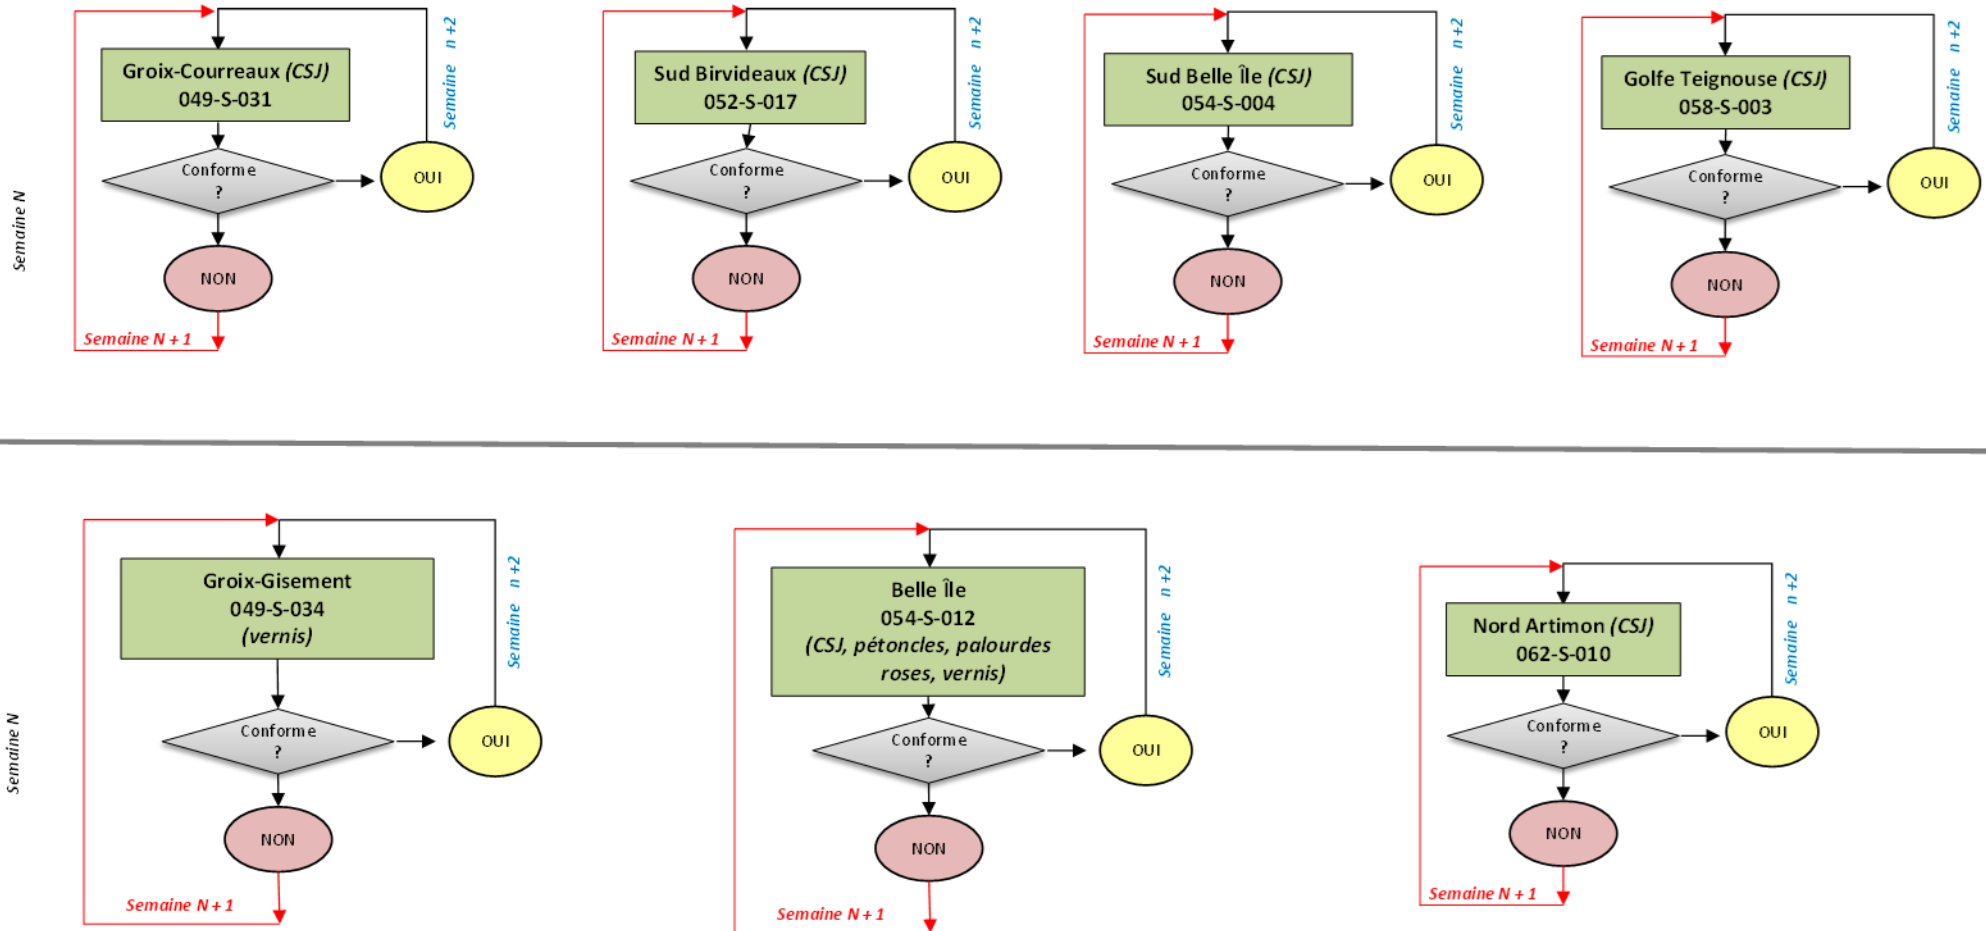 Semaine N
Groix-Courreaux (CSJ)
049-S-031
Conforme
?
OUI
NON
Semaine N + 1
Semaine n +2
Sud Birvideaux (CSJ)
052-S-017
Conforme
?
OUI
NON
Semaine N + 1
Semaine n +2
Sud Belle Île (CSJ)
054-S-004
Conforme
?
OUI
NON
Semaine N + 1
Semaine n +2
Golfe Teignouse (CSJ)
058-S-003
Conforme
?
OUI
NON
Semaine N + 1
Semaine n +2
Semaine N
Groix-Gisement
049-S-034
(vernis)
Conforme
?
OUI
NON
Semaine N + 1
Semaine n +2
Belle Île
054-S-012
(CSJ, pétoncles, palourdes
roses, vernis)
Conforme
?
OUI
NON
Semaine N + 1
Semaine n +2
Nord Artimon (CSJ)
062-S-010
Conforme
?
OUI
NON
Semaine N + 1
Semaine n +2